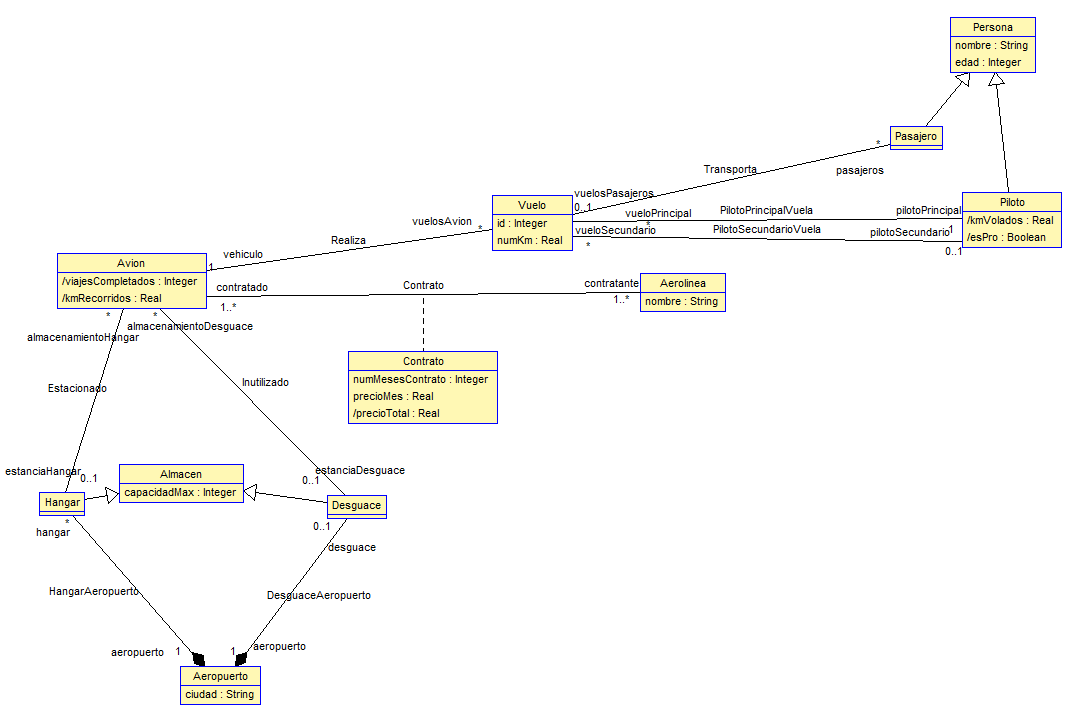 Persona
nombre : String
edad : Integer
Pasajero
*
pasajeros
Transporta
vuelosPasajeros
0..1
Vuelo
id : Integer
numKm : Real
vueloPrincipal
*
PilotoPrincipalVuela
pilotoPrincipal
1
Piloto
/kmVolados : Real
/esPro : Boolean
vueloSecundario
*
PilotoSecundarioVuela
pilotoSecundario
0..1
vuelosAvion
*
Realiza
vehiculo
1
Avion
/viajesCompletados : Integer
/kmRecorridos : Real
contratado
1..*
Contrato
contratante
1..*
Aerolinea
nombre : String
*
almacenamientoHangar
*
almacenamientoDesguace
Contrato
numMesesContrato : Integer
precioMes : Real
/precioTotal : Real
Estacionado
Inutilizado
estanciaHangar
0..1
estanciaDesguace
0..1
Almacen
capacidadMax : Integer
Hangar
Desguace
*
hangar
0..1
desguace
HangarAeropuerto
DesguaceAeropuerto
aeropuerto
1
1
aeropuerto
Aeropuerto
ciudad : String